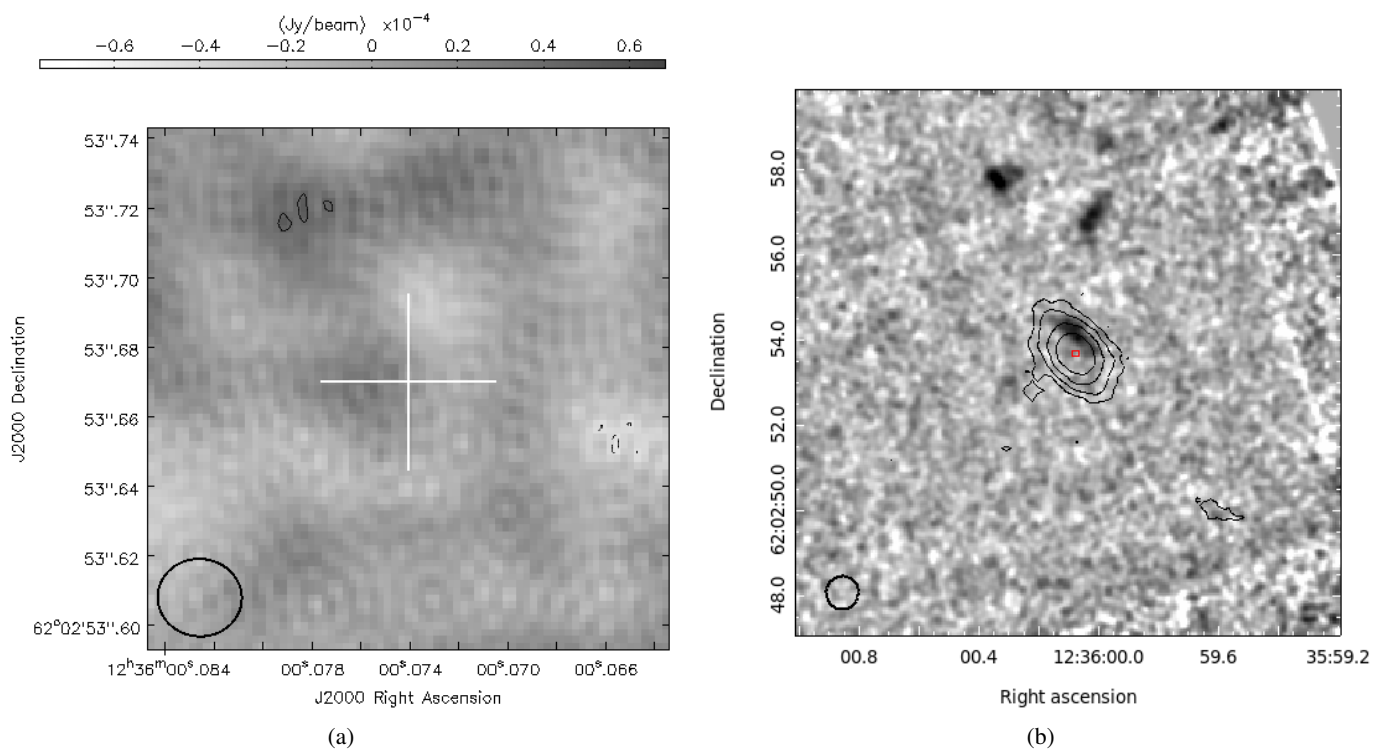 (Jy/beam) x10⁻⁴
−0.6 −0.4 −0.2 0 0.2 0.4 0.6
53".74
53".72
53".70
53".68
53".66
53".64
53".62
62°02'53".60
J2000 Declination
12ʰ36ᵐ00ˢ.084 00ˢ.078 00ˢ.074 00ˢ.070 00ˢ.066
J2000 Right Ascension
(a)
58.0
56.0
54.0
52.0
62:02:50.0
48.0
Declination
00.8 00.4 12:36:00.0 59.6 35:59.2
Right ascension
(b)